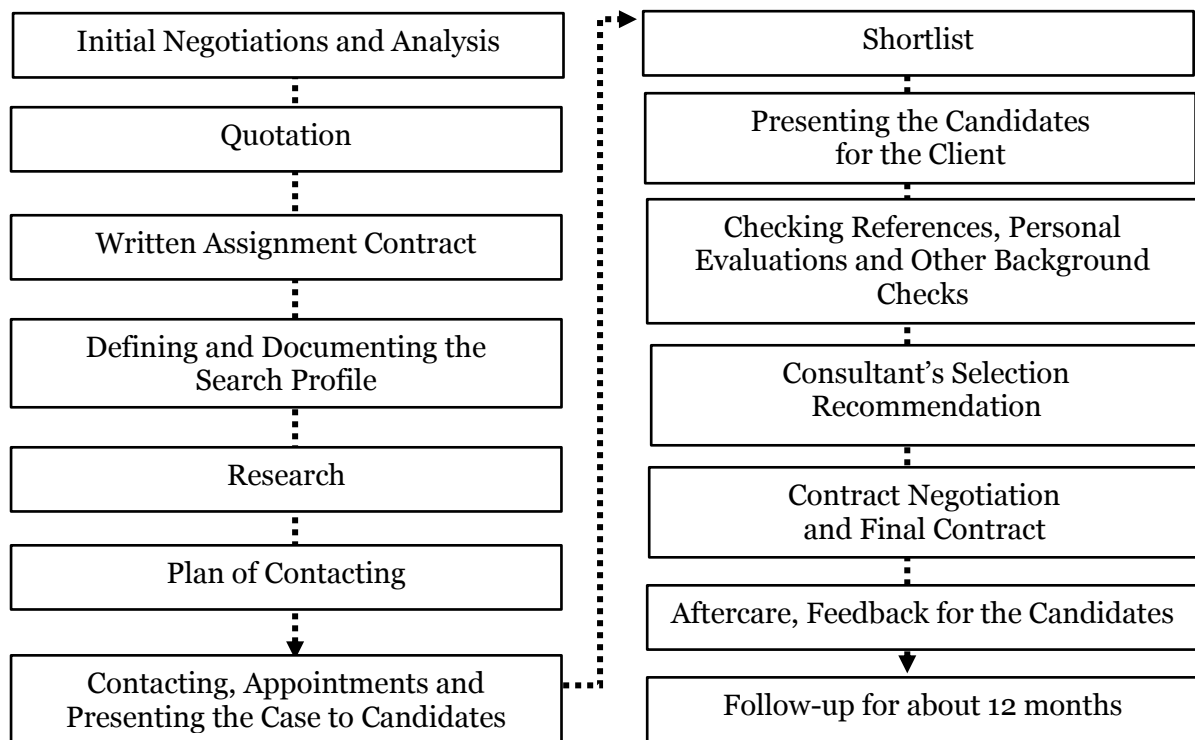 Initial Negotiations and Analysis
Quotation
Written Assignment Contract
Defining and Documenting the
Search Profile
Research
Plan of Contacting
Contacting, Appointments and
Presenting the Case to Candidates
Shortlist
Presenting the Candidates
for the Client
Checking References, Personal
Evaluations and Other Background
Checks
Consultant’s Selection
Recommendation
Contract Negotiation
and Final Contract
Aftercare, Feedback for the Candidates
Follow-up for about 12 months